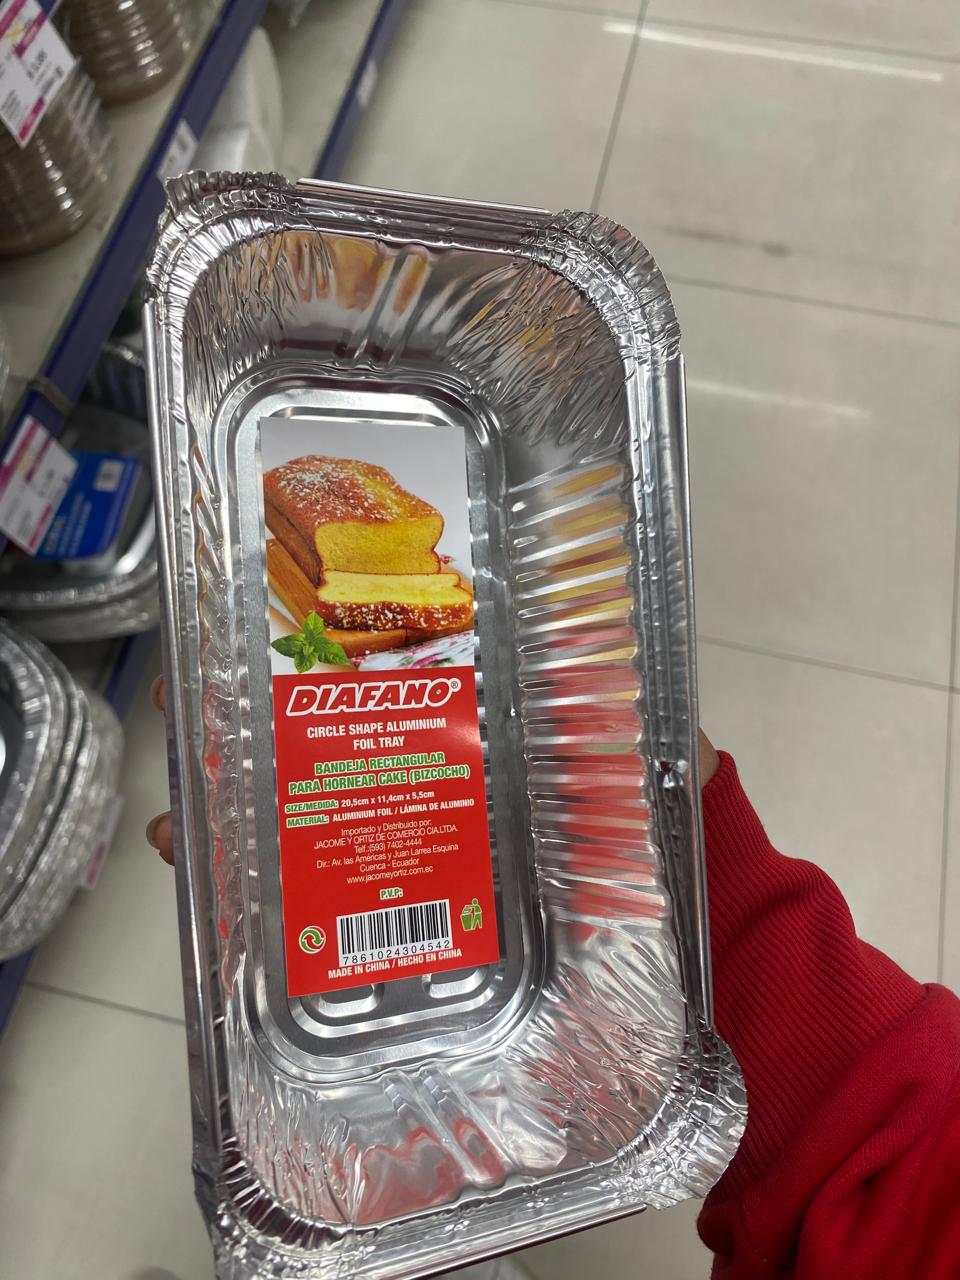 DIAFANO®
CIRCLE SHAPE ALUMINIUM
FOIL TRAY
BANDEJA RECTANGULAR
PARA HORNEAR CAKE (BIZCOCHO)
SIZE/MEDIDA: 20,5cm x 11,4cm x 5,5cm
MATERIAL: ALUMINIUM FOIL / LÁMINA DE ALUMINIO
Importado y Distribuido por:
JACOME Y ORTIZ DE COMERCIO CIA.LTDA.
Telf.:(593) 7402-4444
Dir.: Av. las Américas y Juan Larrea Esquina
Cuenca - Ecuador
www.jacomeyortiz.com.ec
P.V.P:
7861024304542
MADE IN CHINA / HECHO EN CHINA